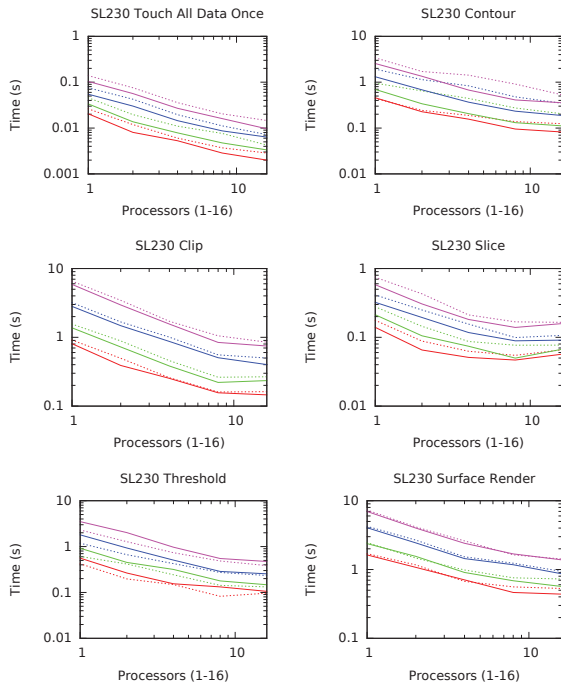 SL230 Touch All Data Once
1
0.1
0.01
0.001
Time (s)
1
10
Processors (1-16)
SL230 Contour
10
1
0.1
0.01
Time (s)
1
10
Processors (1-16)
SL230 Clip
10
1
0.1
Time (s)
1
10
Processors (1-16)
SL230 Slice
1
0.1
0.01
Time (s)
1
10
Processors (1-16)
SL230 Threshold
10
1
0.1
0.01
Time (s)
1
10
Processors (1-16)
SL230 Surface Render
10
1
0.1
Time (s)
1
10
Processors (1-16)